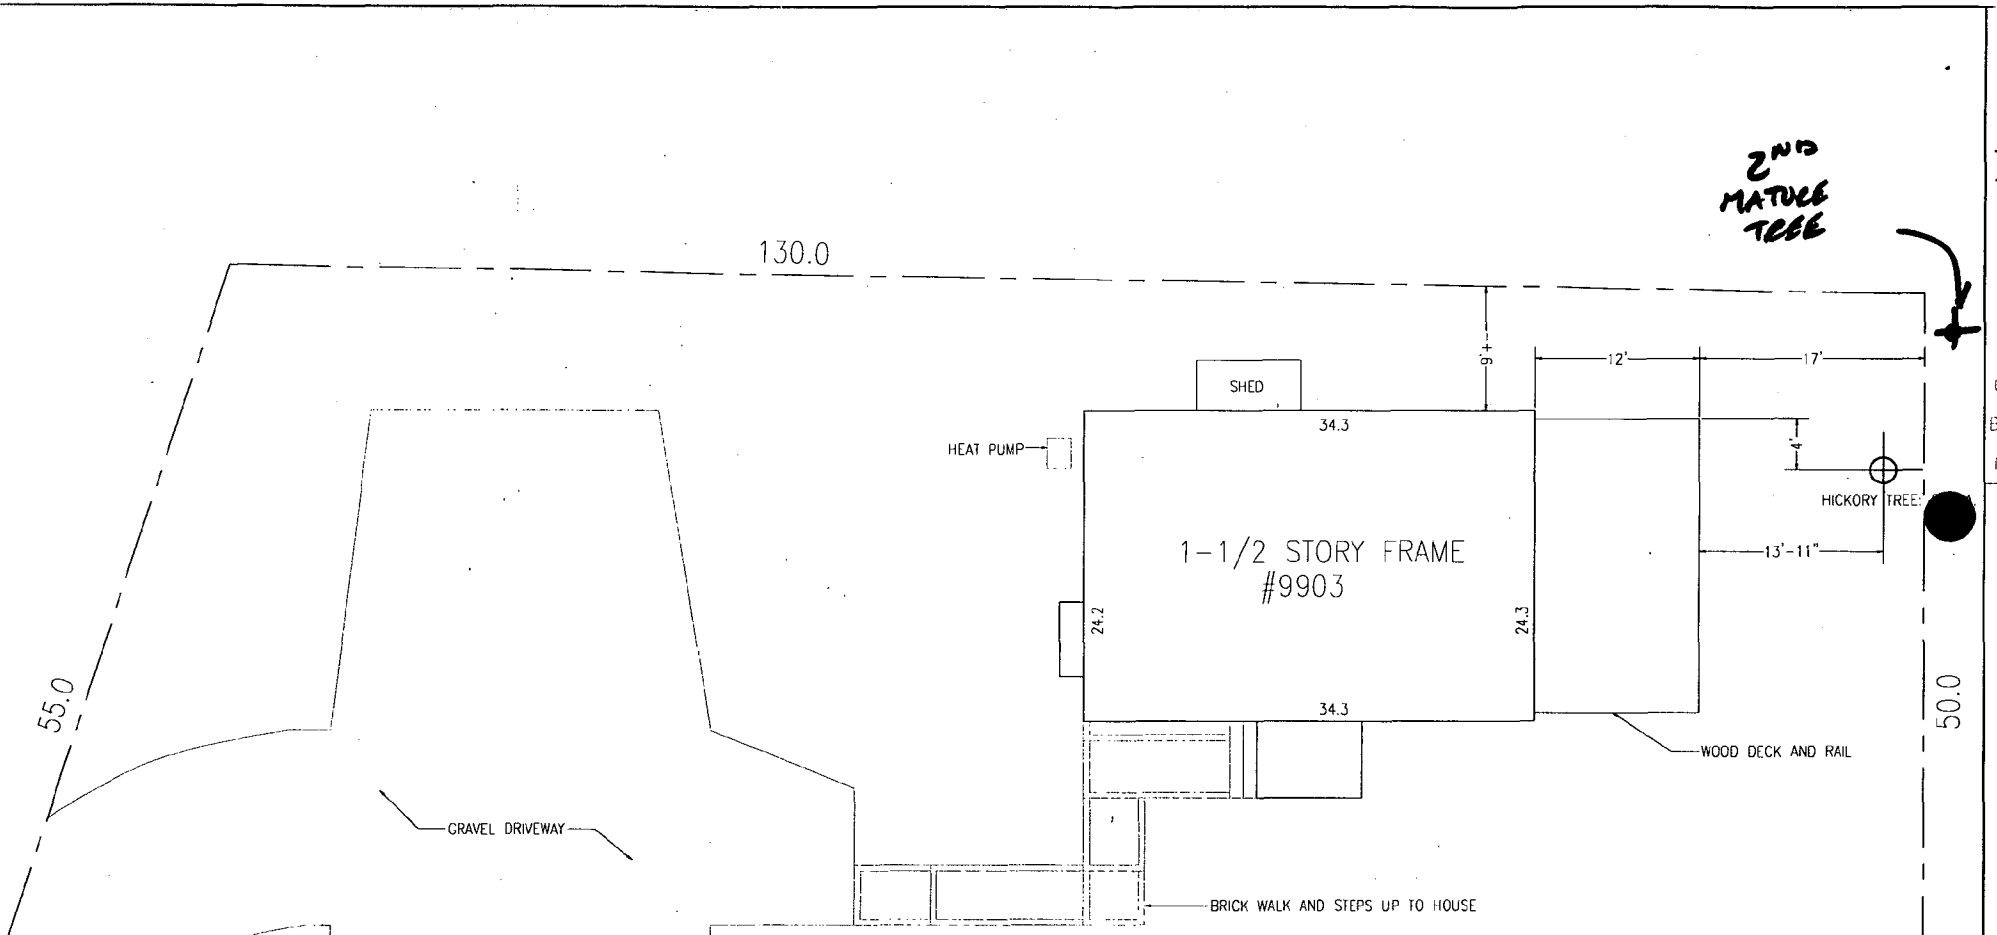 2ND
MATURE
TREE
130.0
12'
17'
SHED
34.3
4'
HEAT PUMP
HICKORY TREE
1-1/2 STORY FRAME
#9903
13'-11"
24.2
24.3
55.0
50.0
34.3
WOOD DECK AND RAIL
GRAVEL DRIVEWAY
BRICK WALK AND STEPS UP TO HOUSE